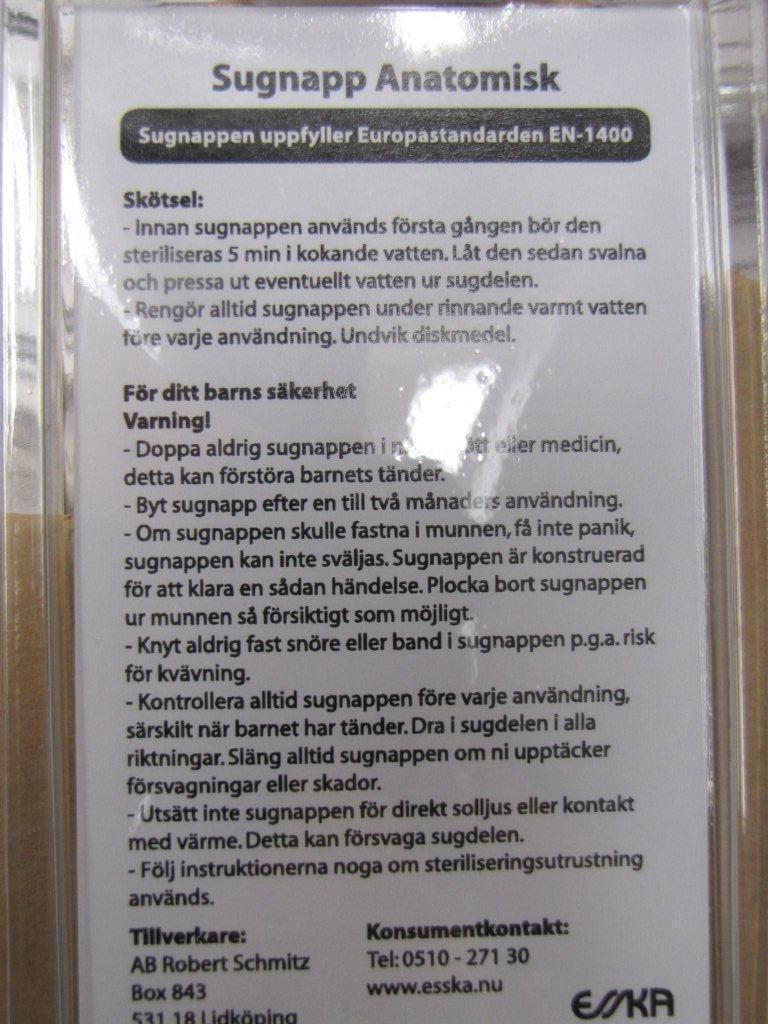 Sugnapp Anatomisk
Sugnappen uppfyller Europastandarden EN-1400
Skötsel:
- Innan sugnappen används första gången bör den
steriliseras 5 min i kokande vatten. Låt den sedan svalna
och pressa ut eventuellt vatten ur sugdelen.
- Rengör alltid sugnappen under rinnande varmt vatten
före varje användning. Undvik diskmedel.
För ditt barns säkerhet
Varning!
- Doppa aldrig sugnappen i eller medicin,
detta kan förstöra barnets tänder.
- Byt sugnapp efter en till två månaders användning.
- Om sugnappen skulle fastna i munnen, få inte panik,
sugnappen kan inte sväljas. Sugnappen är konstruerad
för att klara en sådan händelse. Plocka bort sugnappen
ur munnen så försiktigt som möjligt.
- Knyt aldrig fast snöre eller band i sugnappen p.g.a. risk
för kvävning.
- Kontrollera alltid sugnappen före varje användning,
särskilt när barnet har tänder. Dra i sugdelen i alla
riktningar. Släng alltid sugnappen om ni upptäcker
försvagningar eller skador.
- Utsätt inte sugnappen för direkt solljus eller kontakt
med värme. Detta kan försvaga sugdelen.
- Följ instruktionerna noga om steriliseringsutrustning
används.
Tillverkare:
AB Robert Schmitz
Box 843
531 18 Lidköping
Konsumentkontakt:
Tel: 0510 - 271 30
www.esska.nu
ESSKA